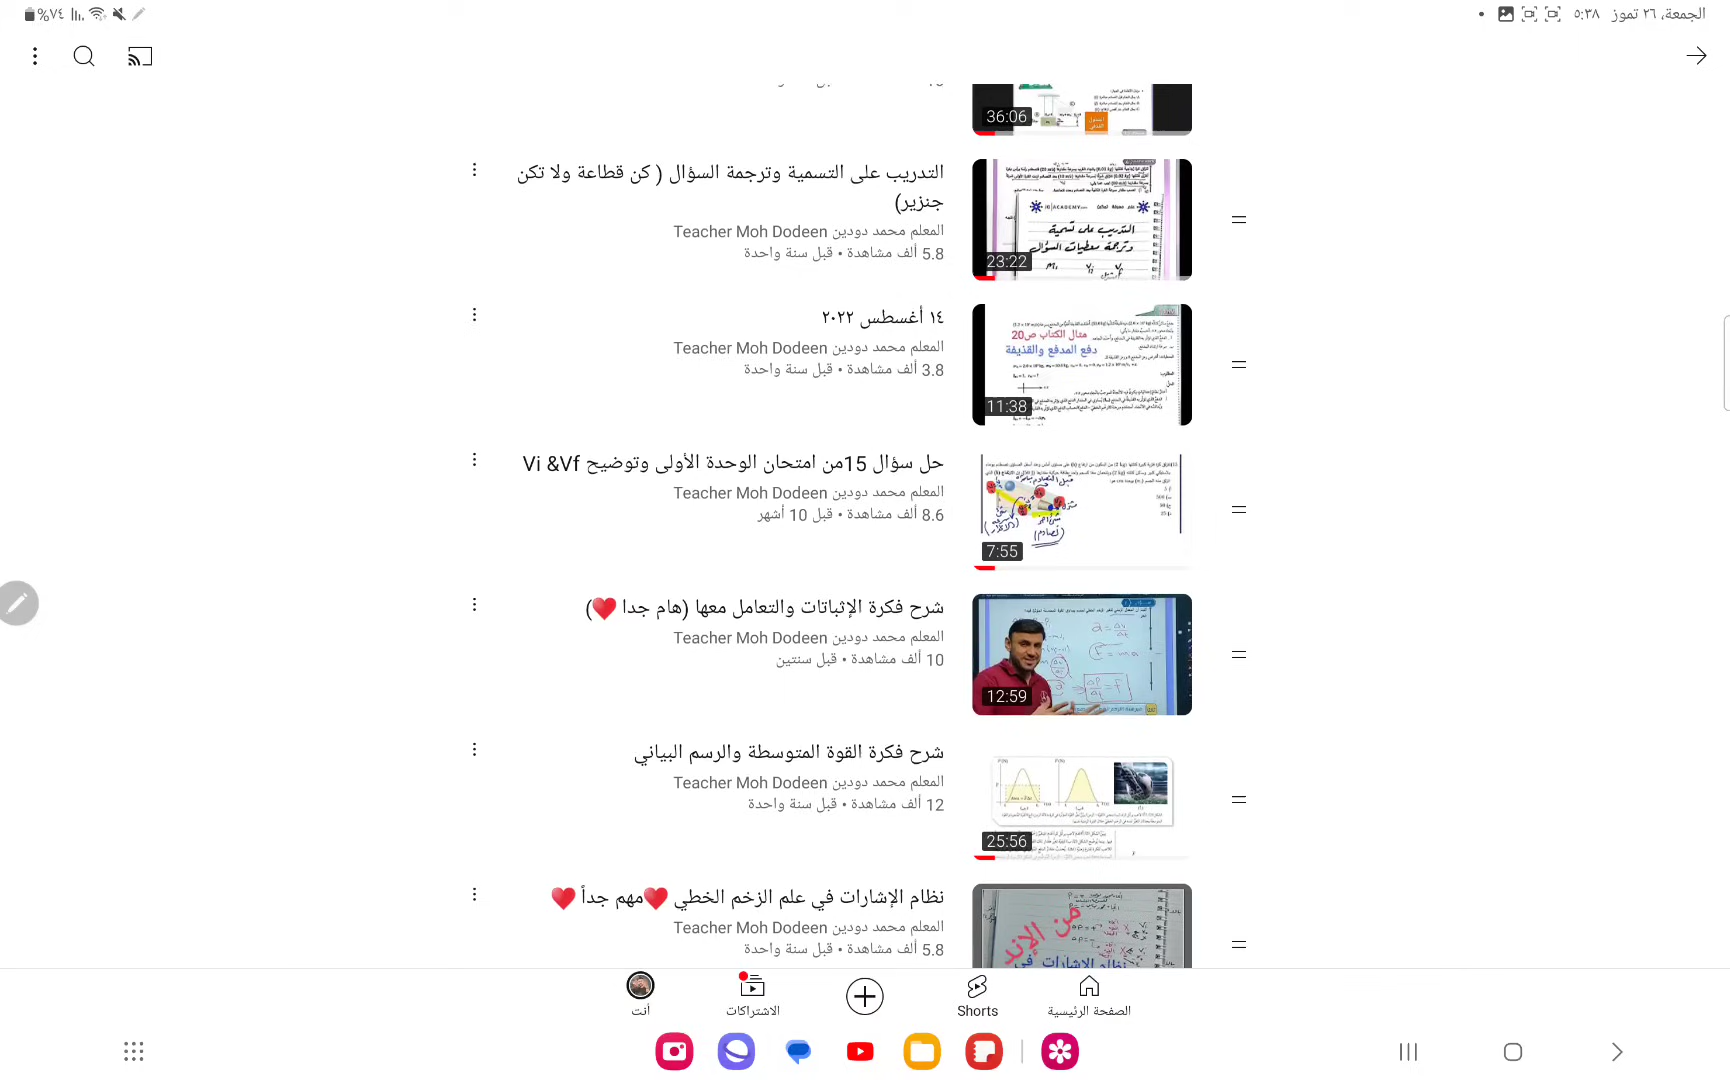 الجمعة، ٢٦ تموز ٥:٣٨
٧٤%
36:06
التدريب على التسمية وترجمة السؤال ( كن قطاعة ولا تكن جنزير)
المعلم محمد دودين Teacher Moh Dodeen
5.8 ألف مشاهدة • قبل سنة واحدة
التدريب على تسمية
وترجمة معطيات السؤال
23:22
١٤ أغسطس ٢٠٢٢
المعلم محمد دودين Teacher Moh Dodeen
3.8 ألف مشاهدة • قبل سنة واحدة
مثال الكتاب ص20
دفع المدفع والقذيفة
11:38
حل سؤال 15من امتحان الوحدة الأولى وتوضيح Vi &Vf
المعلم محمد دودين Teacher Moh Dodeen
8.6 ألف مشاهدة • قبل 10 أشهر
7:55
شرح فكرة الإثباتات والتعامل معها (هام جدا ♥️)
المعلم محمد دودين Teacher Moh Dodeen
10 ألف مشاهدة • قبل سنتين
12:59
شرح فكرة القوة المتوسطة والرسم البياني
المعلم محمد دودين Teacher Moh Dodeen
12 ألف مشاهدة • قبل سنة واحدة
25:56
نظام الإشارات في علم الزخم الخطي ♥️مهم جداً ♥️
المعلم محمد دودين Teacher Moh Dodeen
5.8 ألف مشاهدة • قبل سنة واحدة
الصفحة الرئيسية
Shorts
الاشتراكات
أنت